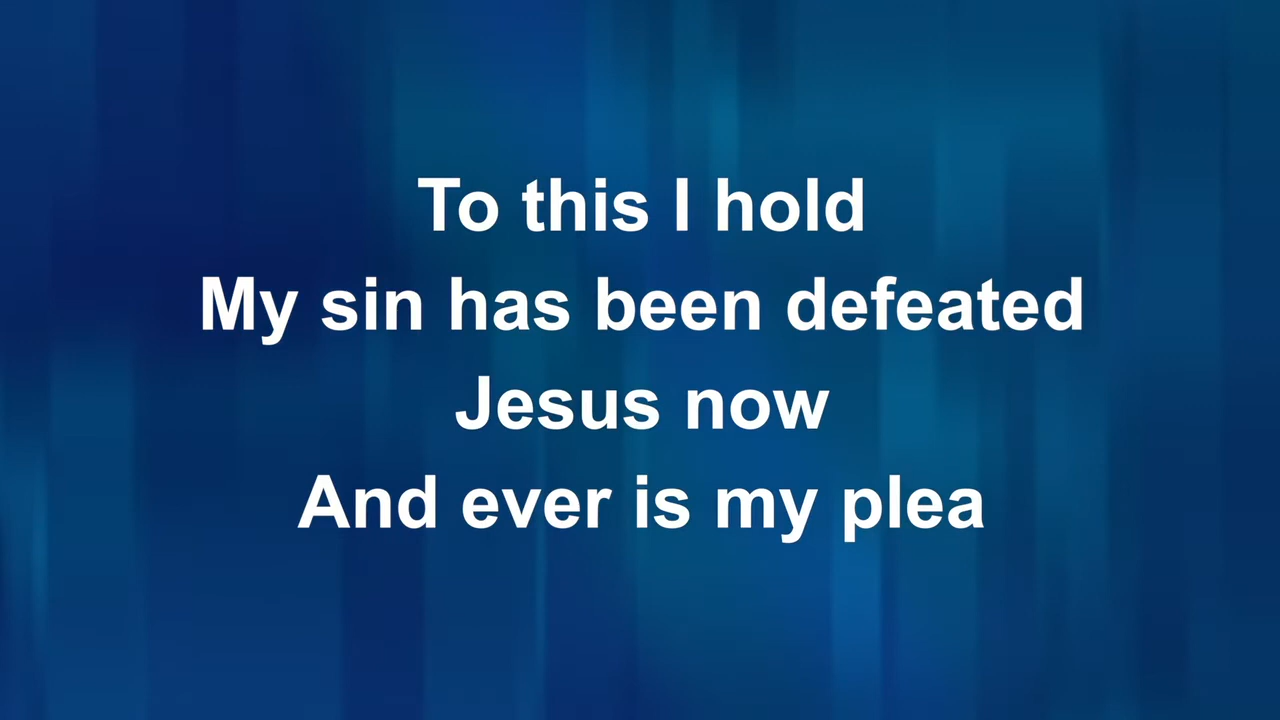 To this I hold
My sin has been defeated
Jesus now
And ever is my plea